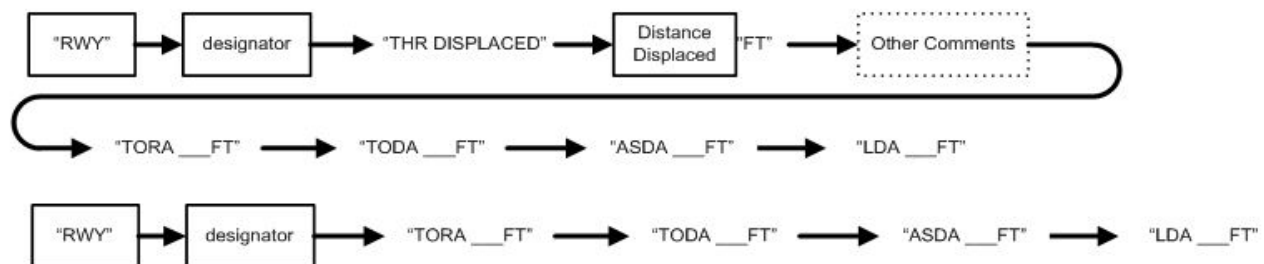 “RWY” designator “THR DISPLACED” Distance Displaced “FT” Other Comments
“TORA ___FT” “TODA ___FT” “ASDA ___FT” “LDA ___FT”
“RWY” designator “TORA ___FT” “TODA ___FT” “ASDA ___FT” “LDA ___FT”